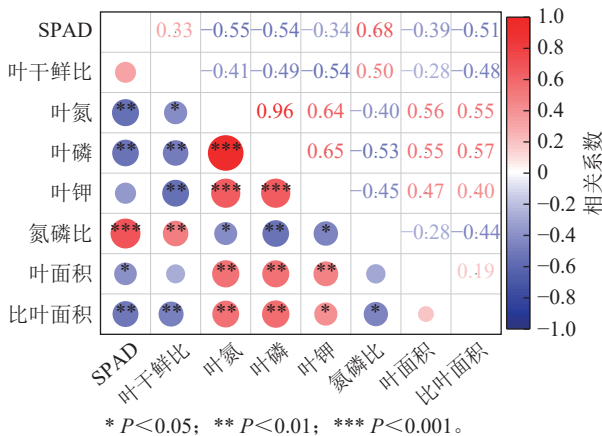 SPAD 0.33 −0.55 −0.54 −0.34 0.68 −0.39 −0.51
叶干鲜比 −0.41 −0.49 −0.54 0.50 −0.28 −0.48
叶氮 ** * 0.96 0.64 −0.40 0.56 0.55
叶磷 ** ** *** 0.65 −0.53 0.55 0.57
叶钾 ** *** *** −0.45 0.47 0.40
氮磷比 *** ** * ** * −0.28 −0.44
叶面积 * ** ** ** 0.19
比叶面积 ** ** ** ** * *
1.0
0.8
0.6
0.4
0.2
0
−0.2
−0.4
−0.6
−0.8
−1.0
相关系数
SPAD 叶干鲜比 叶氮 叶磷 叶钾 氮磷比 叶面积 比叶面积
* P<0.05; ** P<0.01; *** P<0.001。